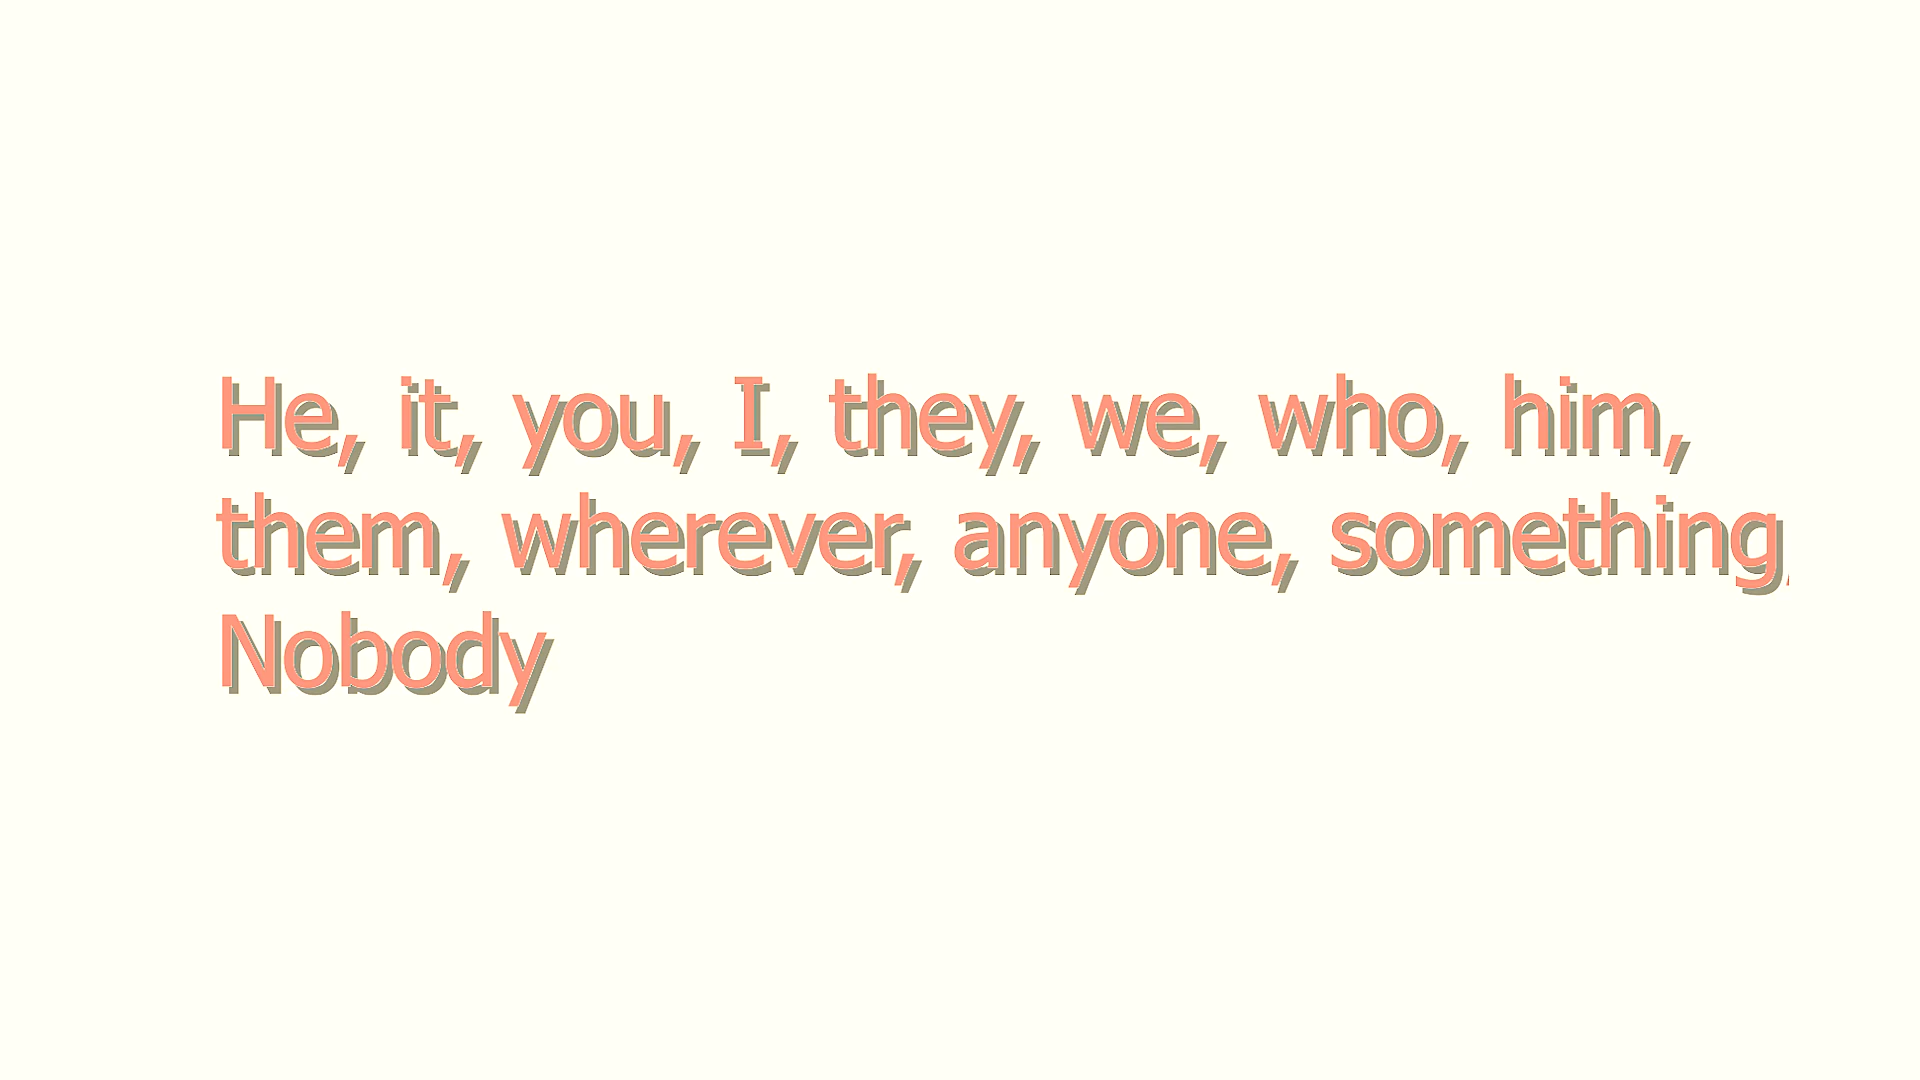 He, it, you, I, they, we, who, him,
them, wherever, anyone, something,
Nobody